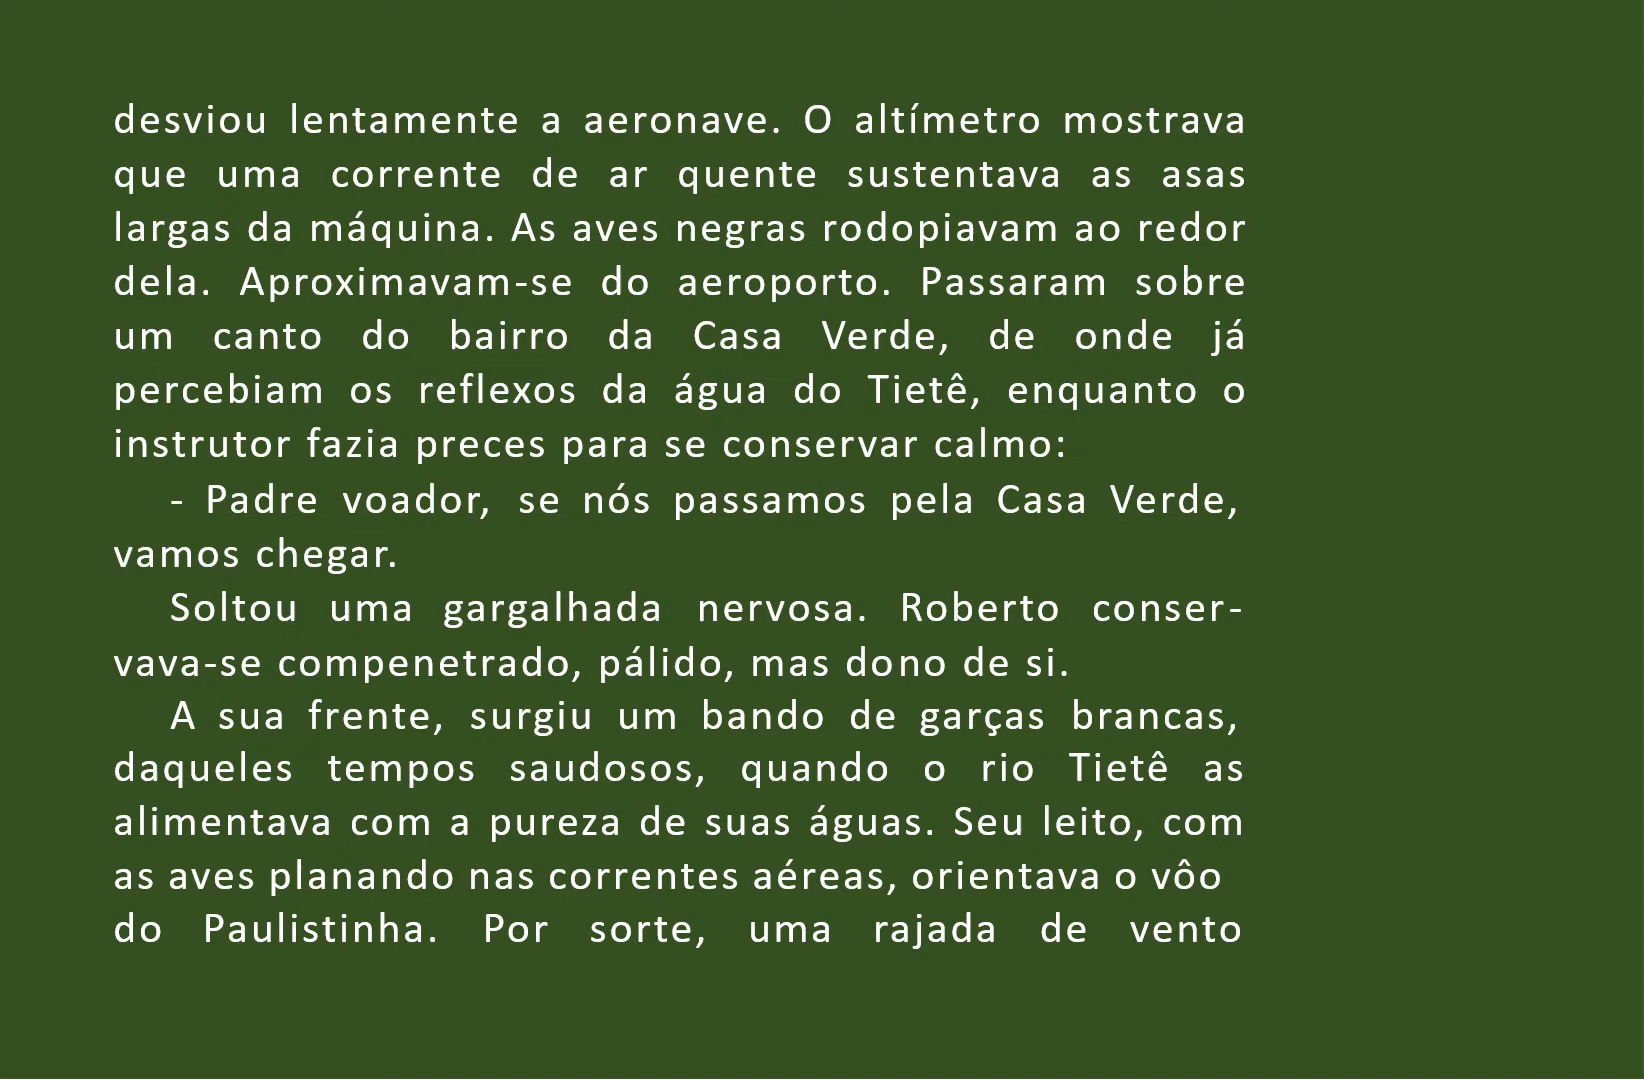 desviou lentamente a aeronave. O altímetro mostrava
que uma corrente de ar quente sustentava as asas
largas da máquina. As aves negras rodopiavam ao redor
dela. Aproximavam-se do aeroporto. Passaram sobre
um canto do bairro da Casa Verde, de onde já
percebiam os reflexos da água do Tietê, enquanto o
instrutor fazia preces para se conservar calmo:
- Padre voador, se nós passamos pela Casa Verde,
vamos chegar.
Soltou uma gargalhada nervosa. Roberto conser-
vava-se compenetrado, pálido, mas dono de si.
A sua frente, surgiu um bando de garças brancas,
daqueles tempos saudosos, quando o rio Tietê as
alimentava com a pureza de suas águas. Seu leito, com
as aves planando nas correntes aéreas, orientava o vôo
do Paulistinha. Por sorte, uma rajada de vento